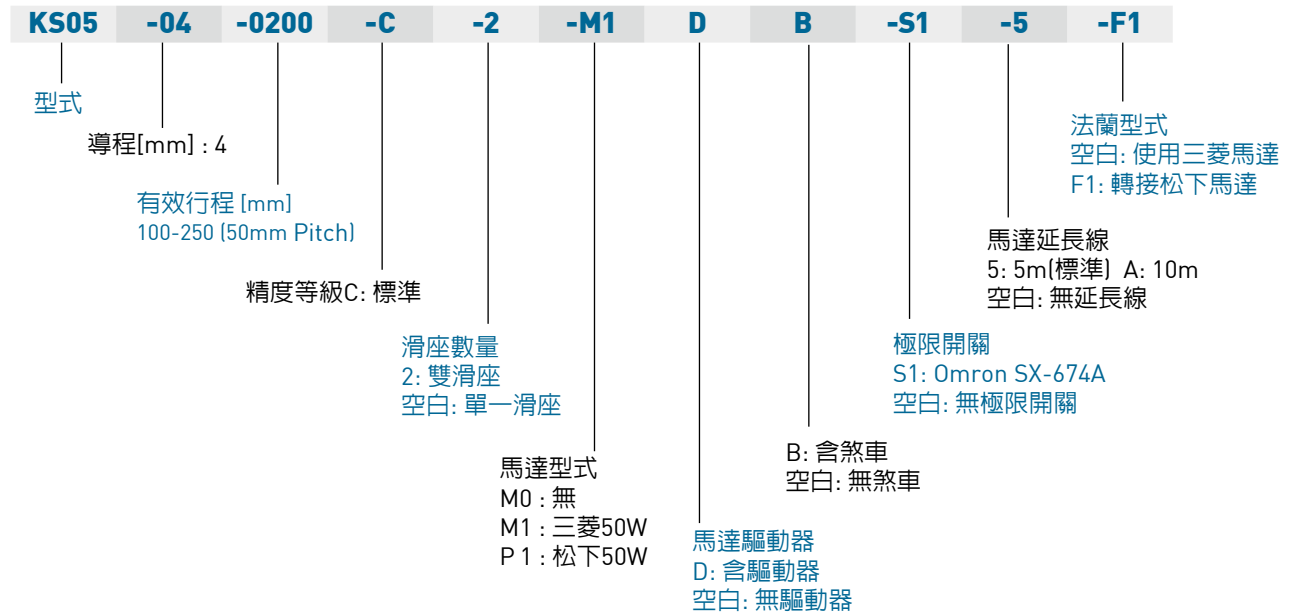 KS05 -04 -0200 -C -2 -M1 D B -S1 -5 -F1
型式
導程[mm] : 4
有效行程 [mm]
100-250 (50mm Pitch)
精度等級C: 標準
滑座數量
2: 雙滑座
空白: 單一滑座
馬達型式
M0 : 無
M1 : 三菱50W
P 1 : 松下50W
馬達驅動器
D: 含驅動器
空白: 無驅動器
B: 含煞車
空白: 無煞車
極限開關
S1: Omron SX-674A
空白: 無極限開關
馬達延長線
5: 5m(標準) A: 10m
空白: 無延長線
法蘭型式
空白: 使用三菱馬達
F1: 轉接松下馬達